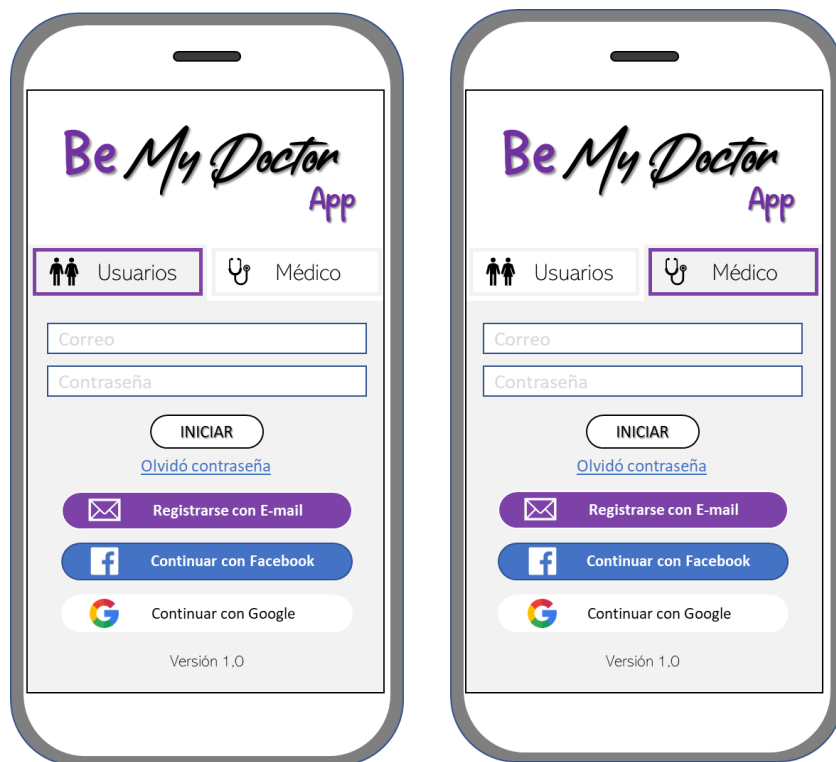 Be My Doctor
App
Usuarios Médico
Correo
Contraseña
INICIAR
Olvidó contraseña
Registrarse con E-mail
Continuar con Facebook
Continuar con Google
Versión 1.0
Be My Doctor
App
Usuarios Médico
Correo
Contraseña
INICIAR
Olvidó contraseña
Registrarse con E-mail
Continuar con Facebook
Continuar con Google
Versión 1.0